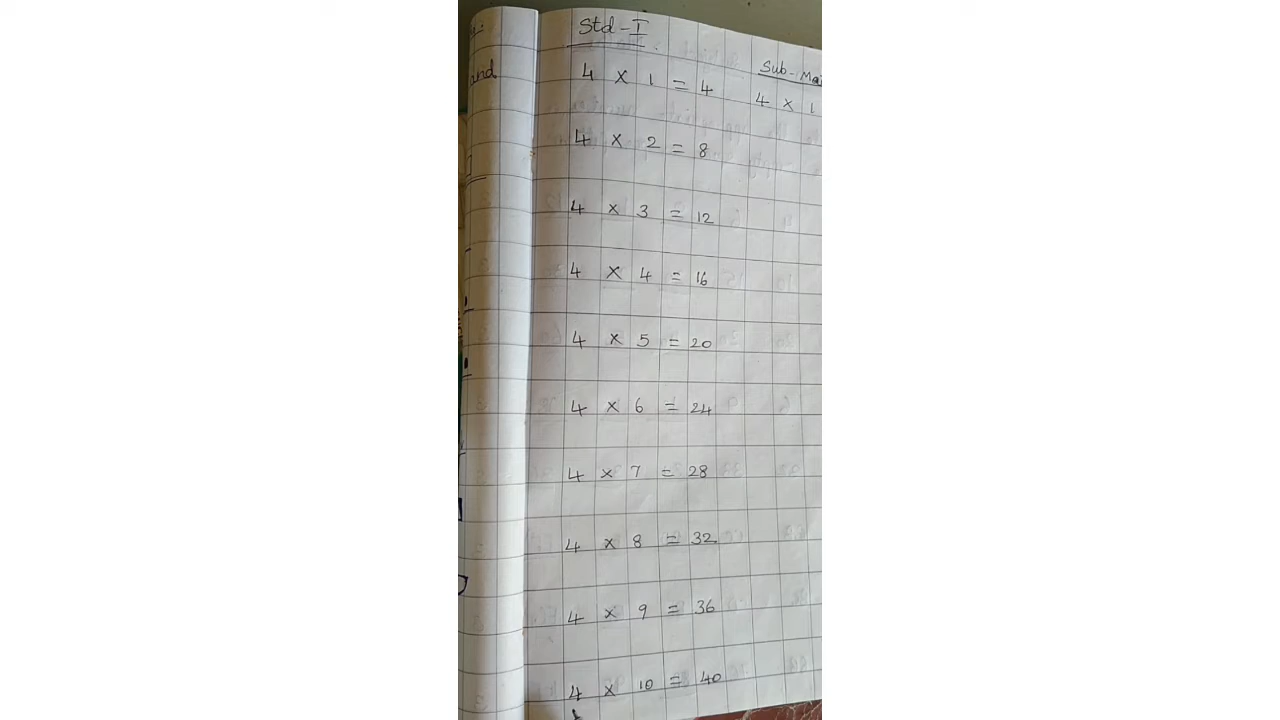 and
Std - I
Sub - Ma
4 × 1 = 4
4 × 1
4 × 2 = 8
4 × 3 = 12
4 × 4 = 16
4 × 5 = 20
4 × 6 = 24
4 × 7 = 28
4 × 8 = 32
4 × 9 = 36
4 × 10 = 40